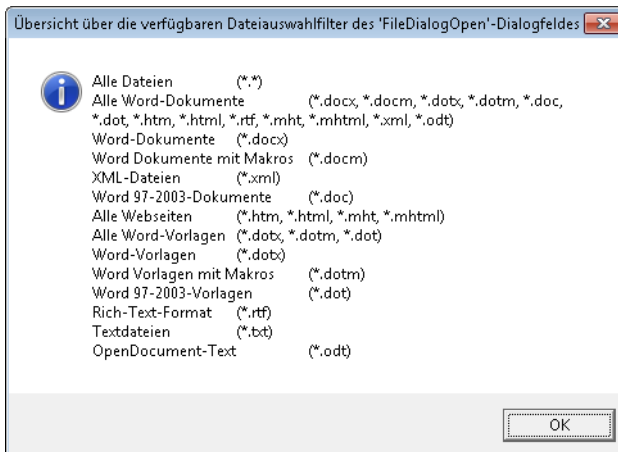 Übersicht über die verfügbaren Dateiauswahlfilter des 'FileDialogOpen'-Dialogfeldes
Alle Dateien (*.*)
Alle Word-Dokumente (*.docx, *.docm, *.dotx, *.dotm, *.doc,
*.dot, *.htm, *.html, *.rtf, *.mht, *.mhtml, *.xml, *.odt)
Word-Dokumente (*.docx)
Word Dokumente mit Makros (*.docm)
XML-Dateien (*.xml)
Word 97-2003-Dokumente (*.doc)
Alle Webseiten (*.htm, *.html, *.mht, *.mhtml)
Alle Word-Vorlagen (*.dotx, *.dotm, *.dot)
Word-Vorlagen (*.dotx)
Word Vorlagen mit Makros (*.dotm)
Word 97-2003-Vorlagen (*.dot)
Rich-Text-Format (*.rtf)
Textdateien (*.txt)
OpenDocument-Text (*.odt)
OK